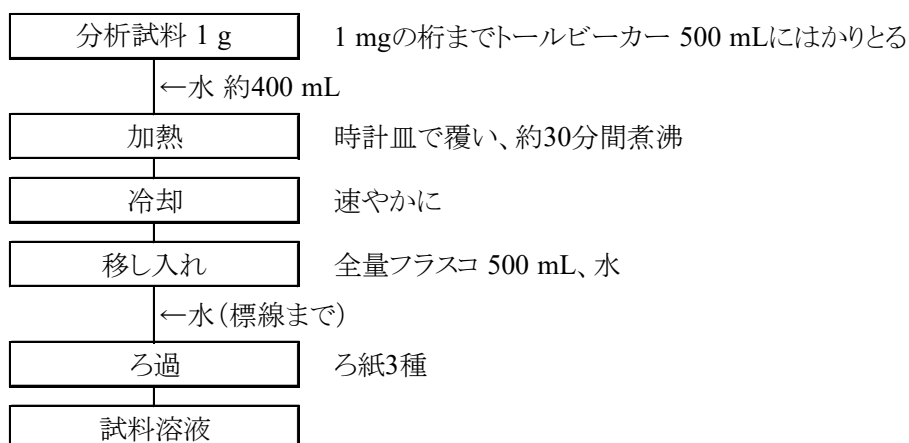 分析試料 1 g 1 mgの桁までトールビーカー 500 mLにはかりとる
←水 約400 mL
加熱 時計皿で覆い、約30分間煮沸
冷却 速やかに
移し入れ 全量フラスコ 500 mL、水
←水(標線まで)
ろ過 ろ紙3種
試料溶液